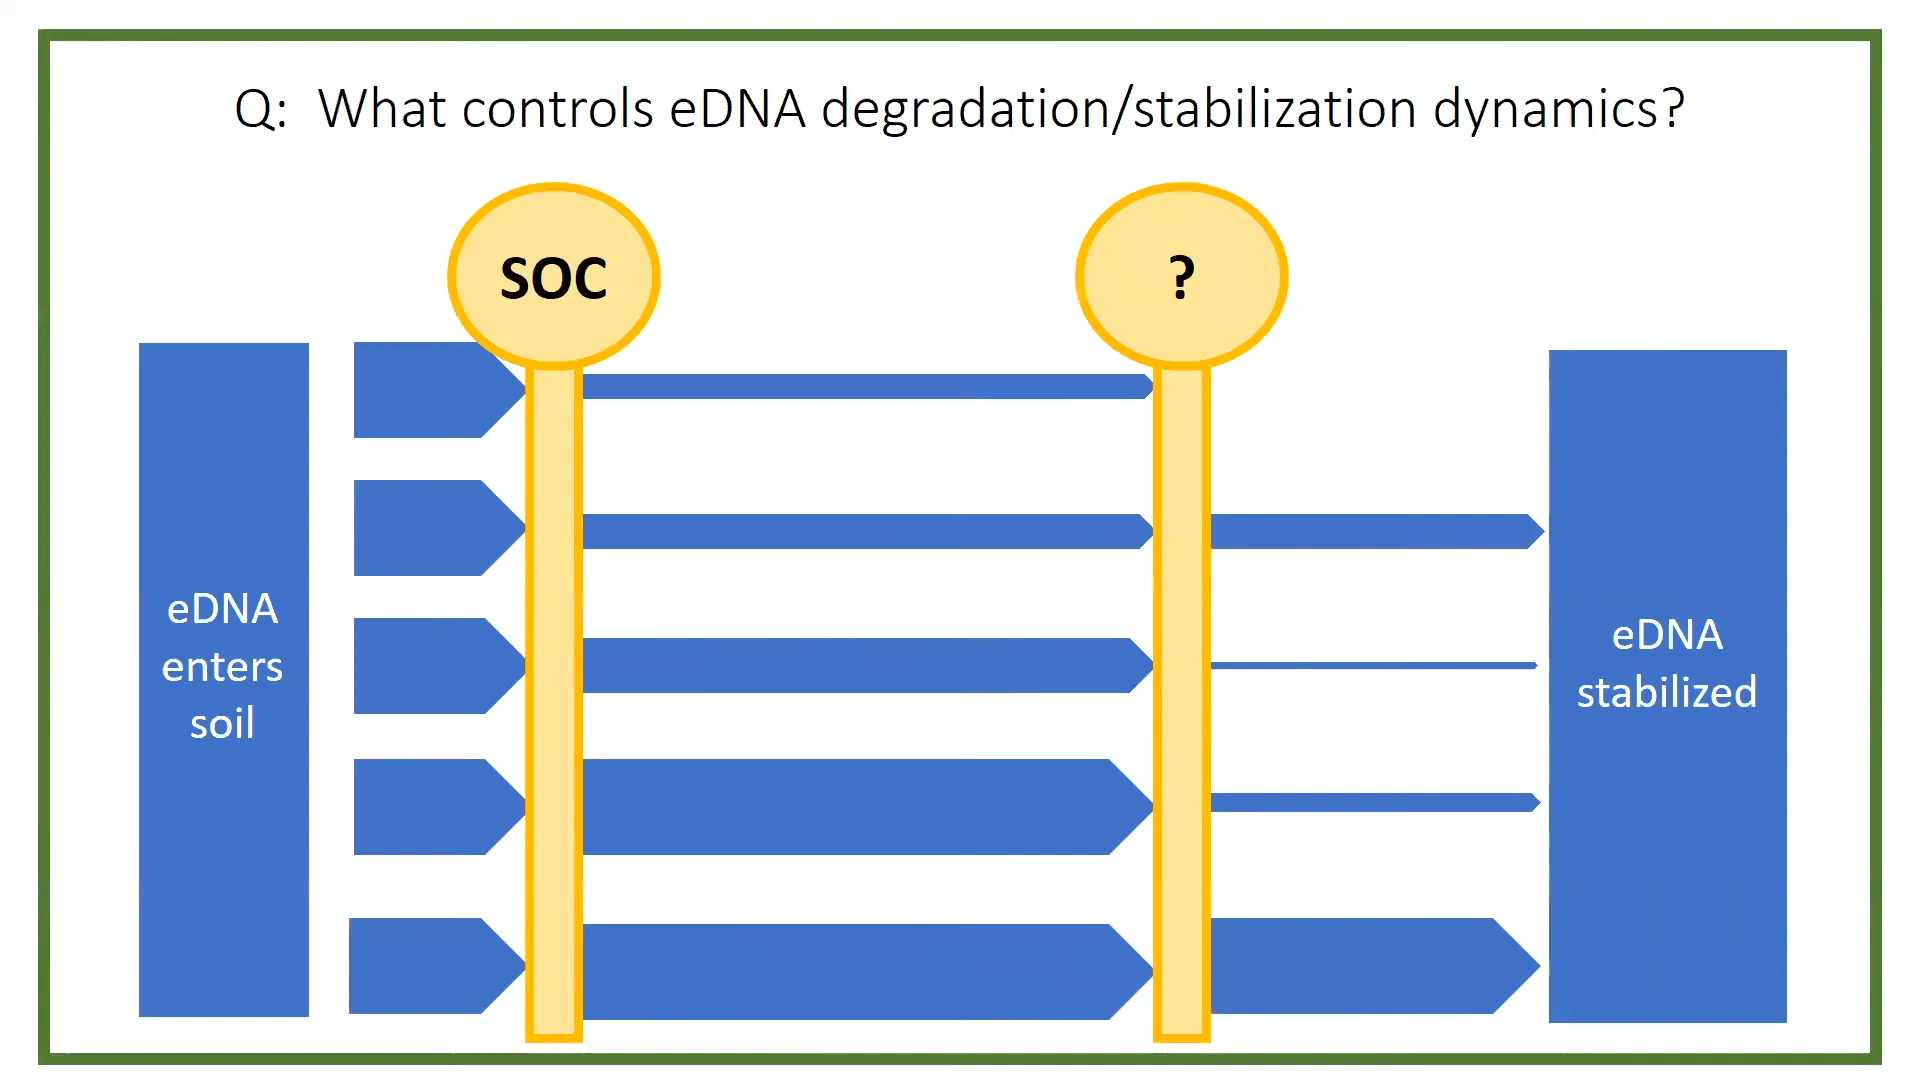 Q: What controls eDNA degradation/stabilization dynamics?
SOC
?
eDNA
enters
soil
eDNA
stabilized